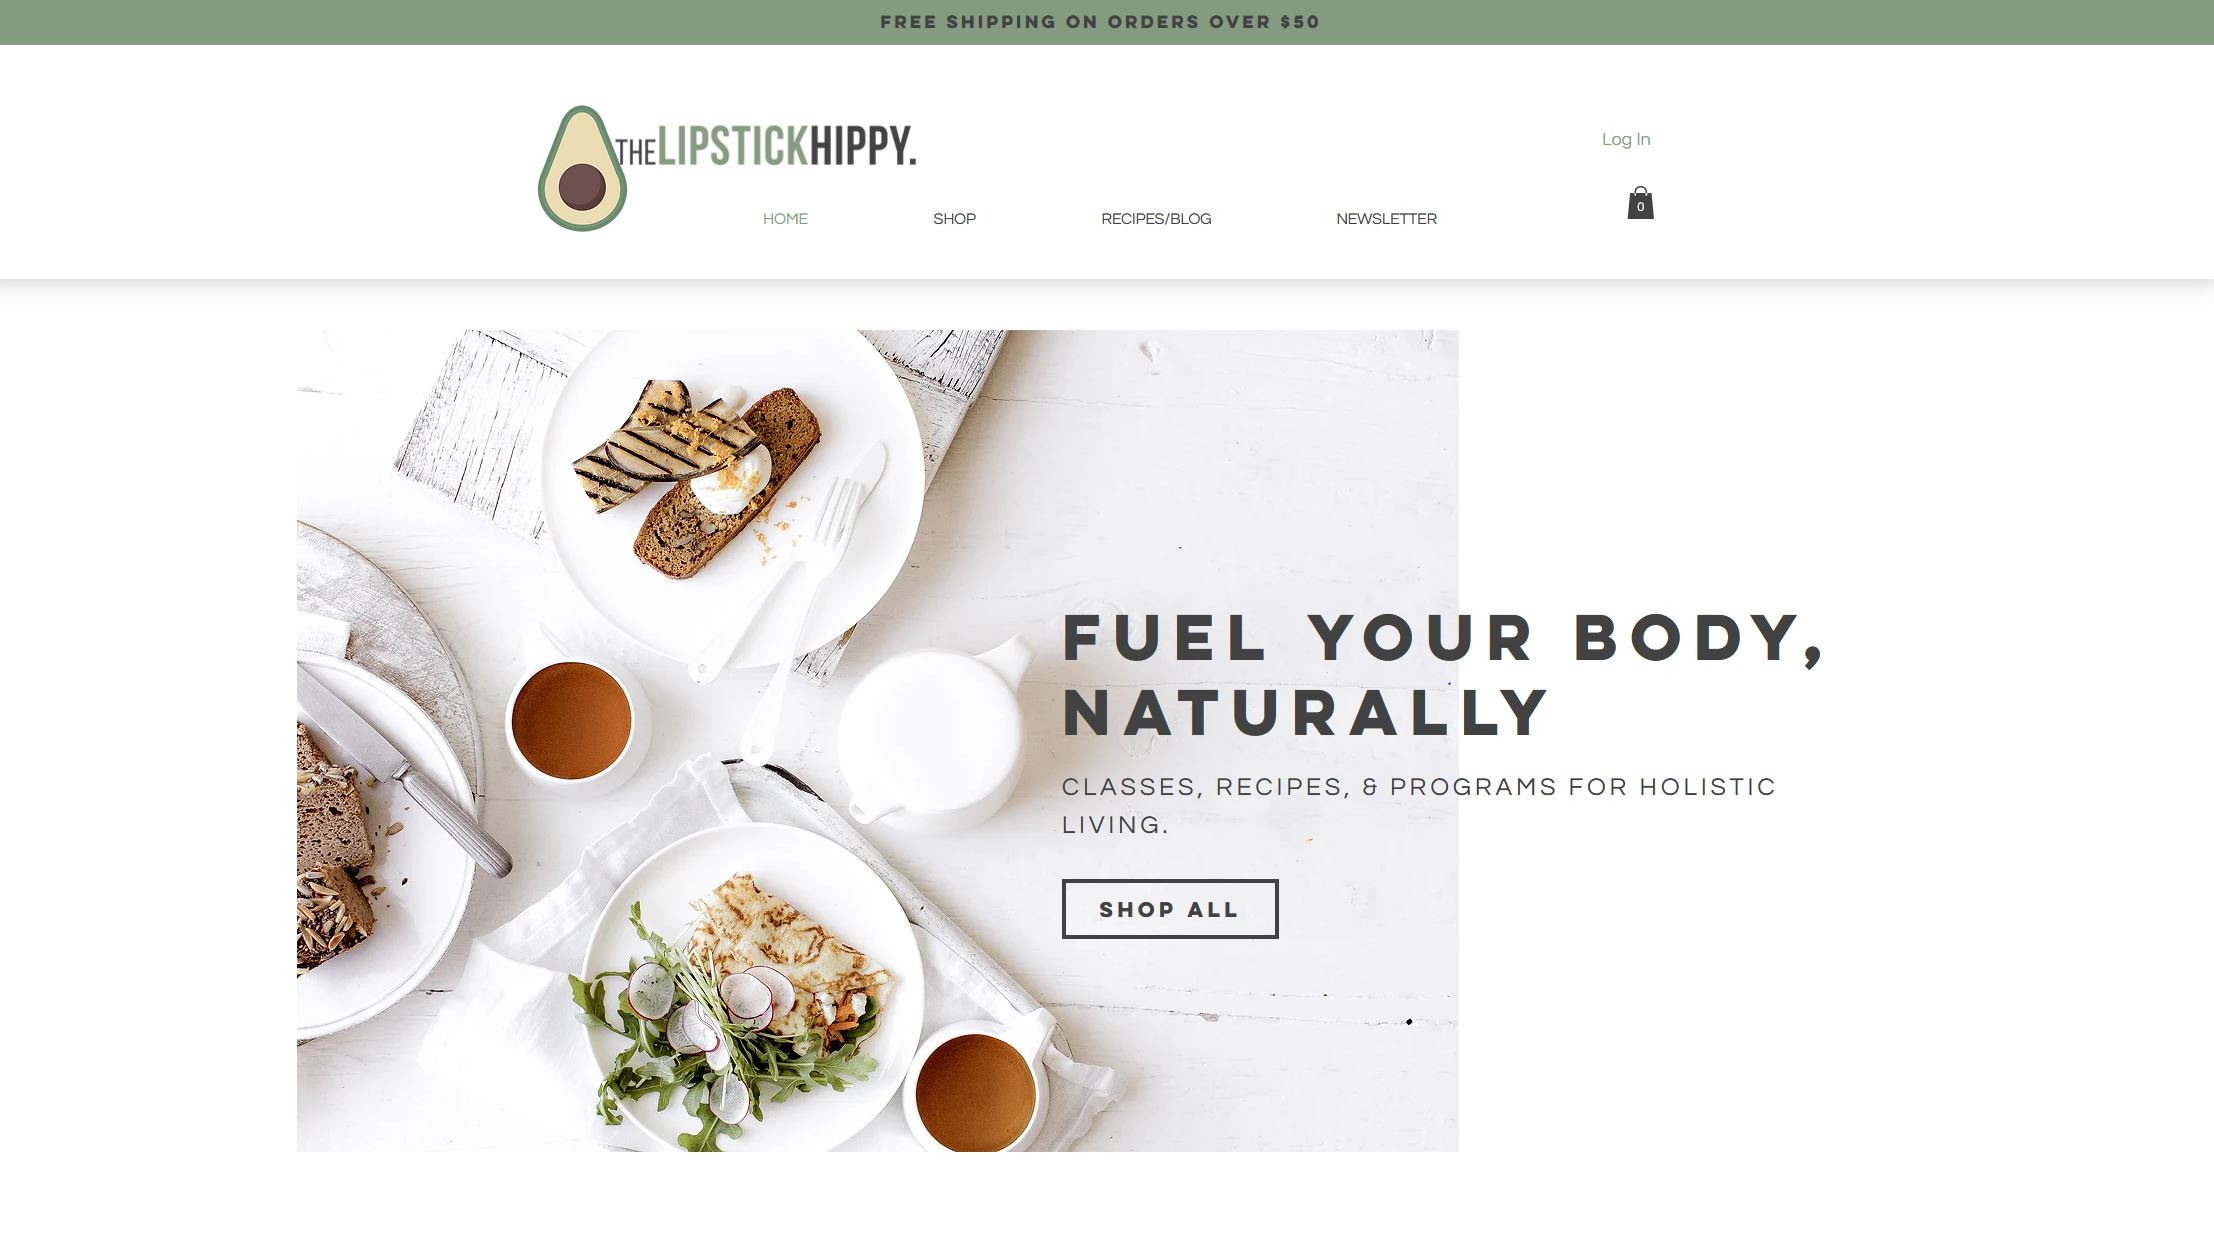 FREE SHIPPING ON ORDERS OVER $50
THELIPSTICKHIPPY.
Log In
0
HOME SHOP RECIPES/BLOG NEWSLETTER
FUEL YOUR BODY,
NATURALLY
CLASSES, RECIPES, & PROGRAMS FOR HOLISTIC
LIVING.
SHOP ALL